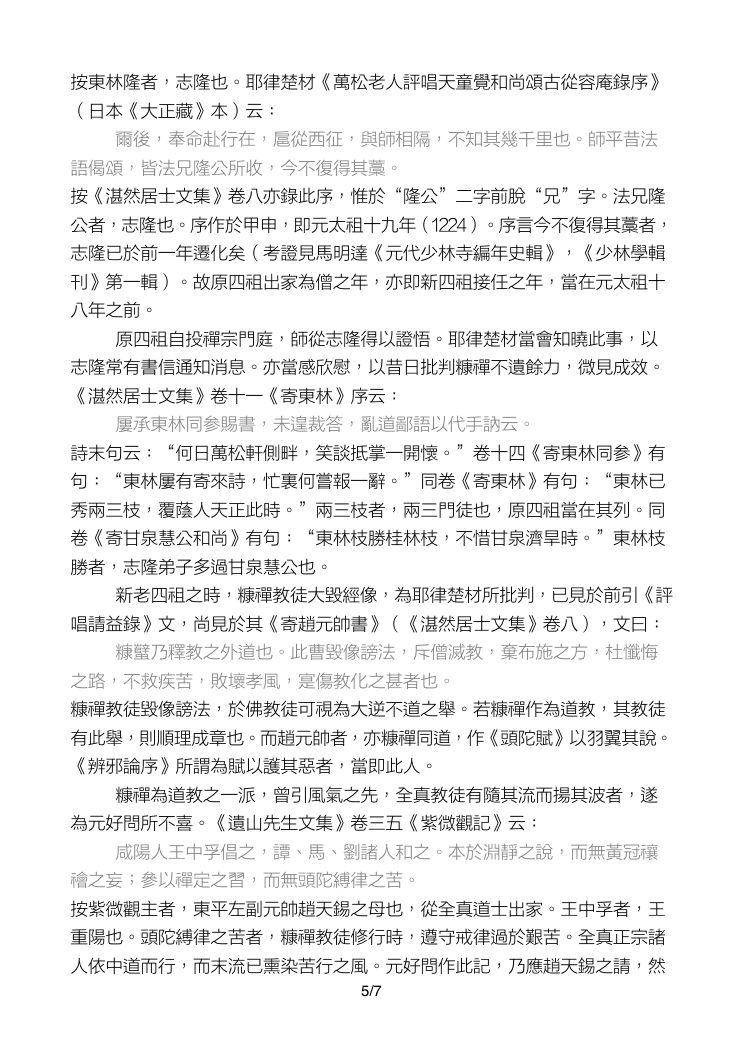 按東林隆者，志隆也。耶律楚材《萬松老人評唱天童覺和尚頌古從容庵錄序》
（日本《大正藏》本）云：
爾後，奉命赴行在，扈從西征，與師相隔，不知其幾千里也。師平昔法
語偈頌，皆法兄隆公所收，今不復得其藁。
按《湛然居士文集》卷八亦錄此序，惟於“隆公”二字前脫“兄”字。法兄隆
公者，志隆也。序作於甲申，即元太祖十九年（1224）。序言今不復得其藁者，
志隆已於前一年遷化矣（考證見馬明達《元代少林寺編年史輯》，《少林學輯
刊》第一輯）。故原四祖出家為僧之年，亦即新四祖接任之年，當在元太祖十
八年之前。
原四祖自投禪宗門庭，師從志隆得以證悟。耶律楚材當會知曉此事，以
志隆常有書信通知消息。亦當感欣慰，以昔日批判糠禪不遺餘力，微見成效。
《湛然居士文集》卷十一《寄東林》序云：
屢承東林同參賜書，未遑裁答，亂道鄙語以代手訥云。
詩末句云：“何日萬松軒側畔，笑談抵掌一開懷。”卷十四《寄東林同參》有
句：“東林屢有寄來詩，忙裏何嘗報一辭。”同卷《寄東林》有句：“東林已
秀兩三枝，覆蔭人天正此時。”兩三枝者，兩三門徒也，原四祖當在其列。同
卷《寄甘泉慧公和尚》有句：“東林枝勝桂林枝，不惜甘泉濟旱時。”東林枝
勝者，志隆弟子多過甘泉慧公也。
新老四祖之時，糠禪教徒大毀經像，為耶律楚材所批判，已見於前引《評
唱請益錄》文，尚見於其《寄趙元帥書》（《湛然居士文集》卷八），文曰：
糠孼乃釋教之外道也。此曹毀像謗法，斥僧滅教，棄布施之方，杜懺悔
之路，不救疾苦，敗壞孝風，寔傷教化之甚者也。
糠禪教徒毀像謗法，於佛教徒可視為大逆不道之舉。若糠禪作為道教，其教徒
有此舉，則順理成章也。而趙元帥者，亦糠禪同道，作《頭陀賦》以羽翼其說。
《辨邪論序》所謂為賦以護其惡者，當即此人。
糠禪為道教之一派，曾引風氣之先，全真教徒有隨其流而揚其波者，遂
為元好問所不喜。《遺山先生文集》卷三五《紫微觀記》云：
咸陽人王中孚倡之，譚、馬、劉諸人和之。本於淵靜之說，而無黃冠禳
禬之妄；參以禪定之習，而無頭陀縛律之苦。
按紫微觀主者，東平左副元帥趙天錫之母也，從全真道士出家。王中孚者，王
重陽也。頭陀縛律之苦者，糠禪教徒修行時，遵守戒律過於艱苦。全真正宗諸
人依中道而行，而末流已熏染苦行之風。元好問作此記，乃應趙天錫之請，然
5/7